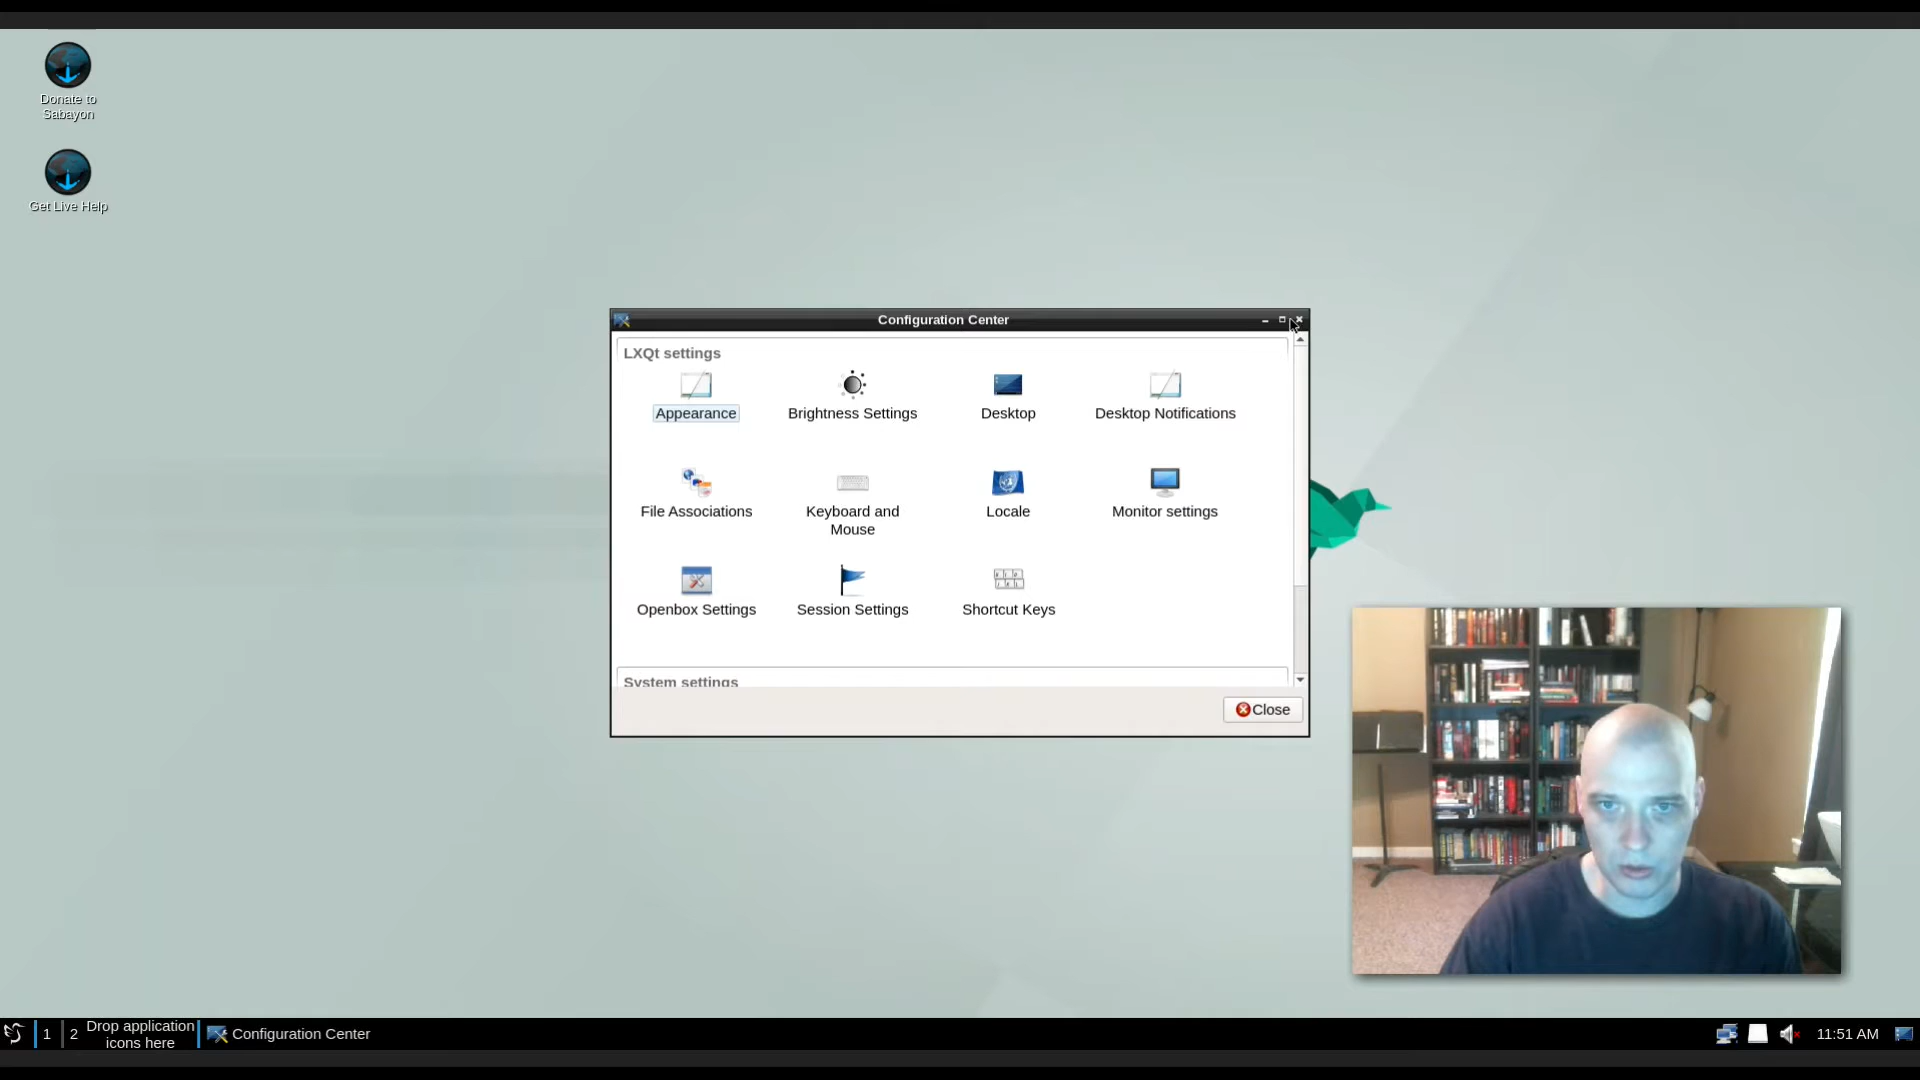 Donate to
Sabayon
Get Live Help
Configuration Center
LXQt settings
Appearance
Brightness Settings
Desktop
Desktop Notifications
File Associations
Keyboard and
Mouse
Locale
Monitor settings
Openbox Settings
Session Settings
Shortcut Keys
System settings
Close
1
2
Drop application
icons here
Configuration Center
11:51 AM